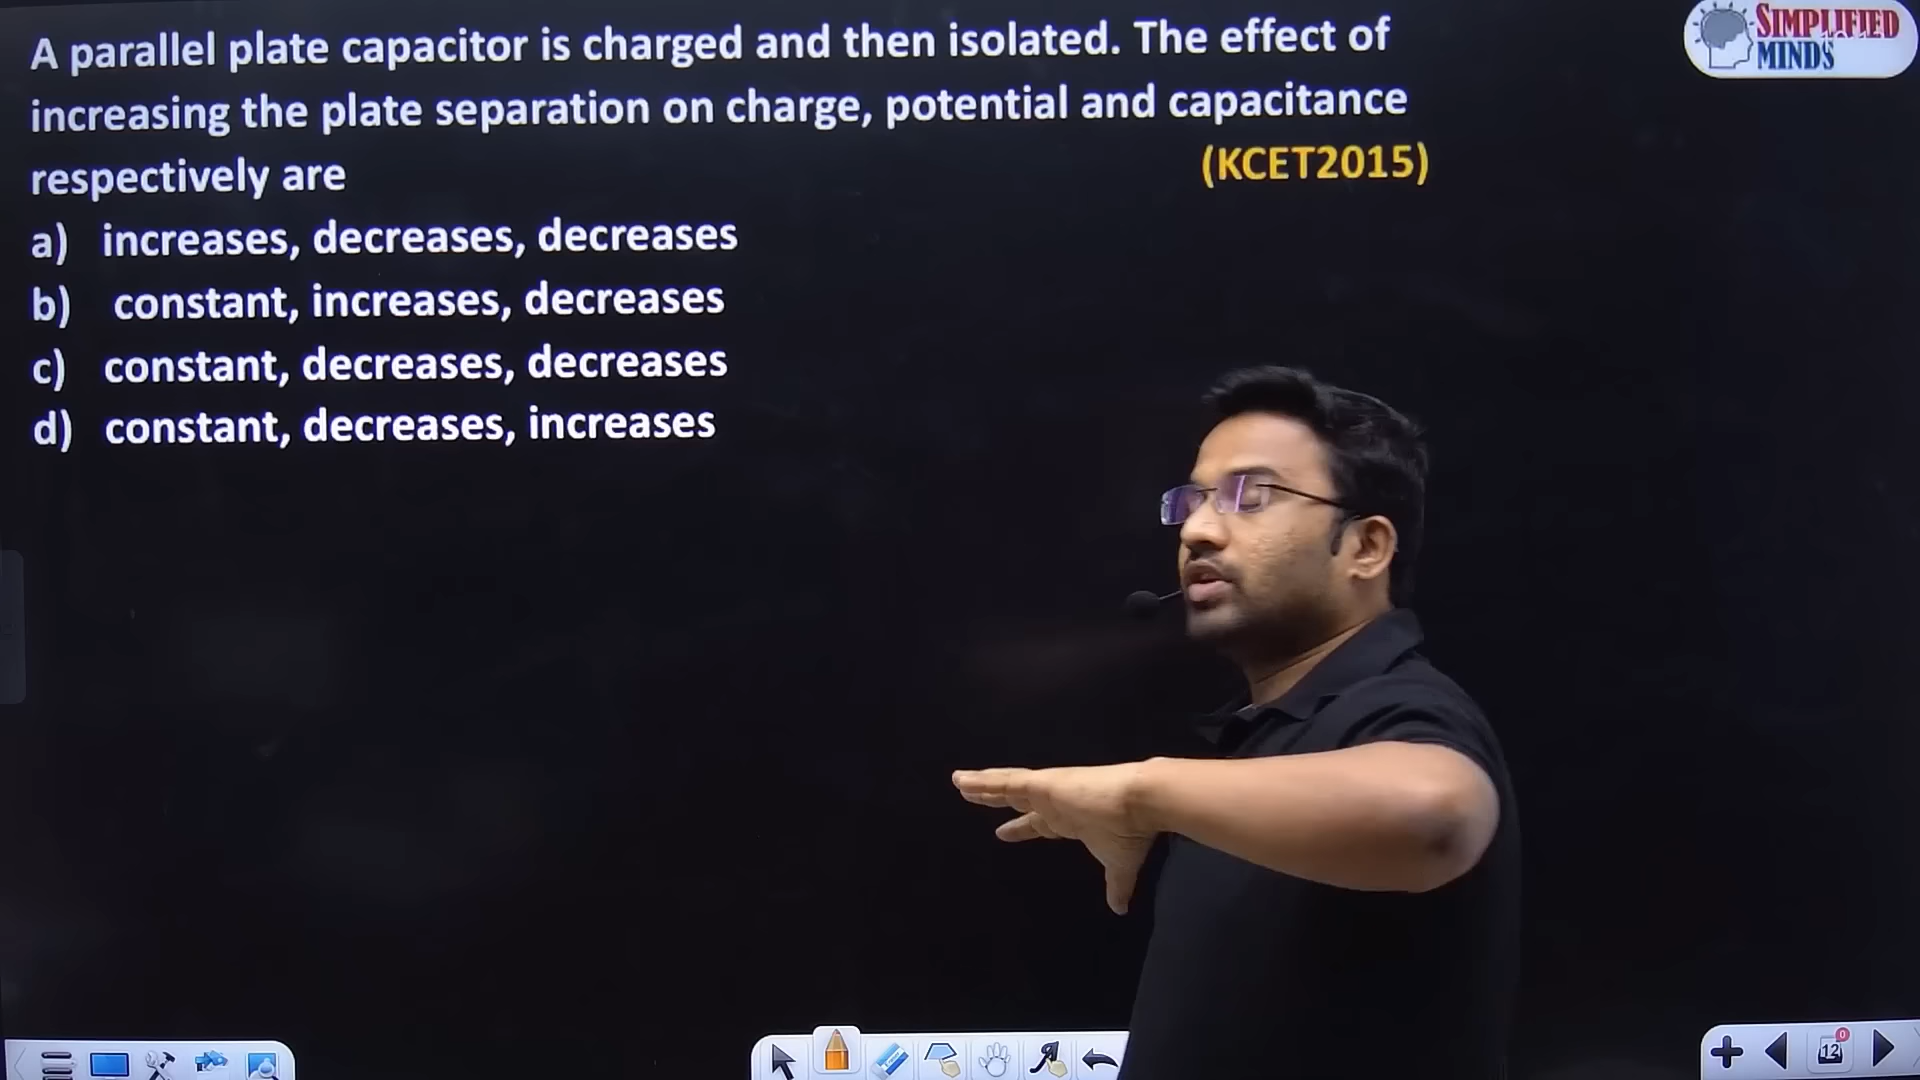 A parallel plate capacitor is charged and then isolated. The effect of
increasing the plate separation on charge, potential and capacitance
respectively are
(KCET2015)
a) increases, decreases, decreases
b) constant, increases, decreases
c) constant, decreases, decreases
d) constant, decreases, increases
SIMPLIFIED
MINDS
12
0